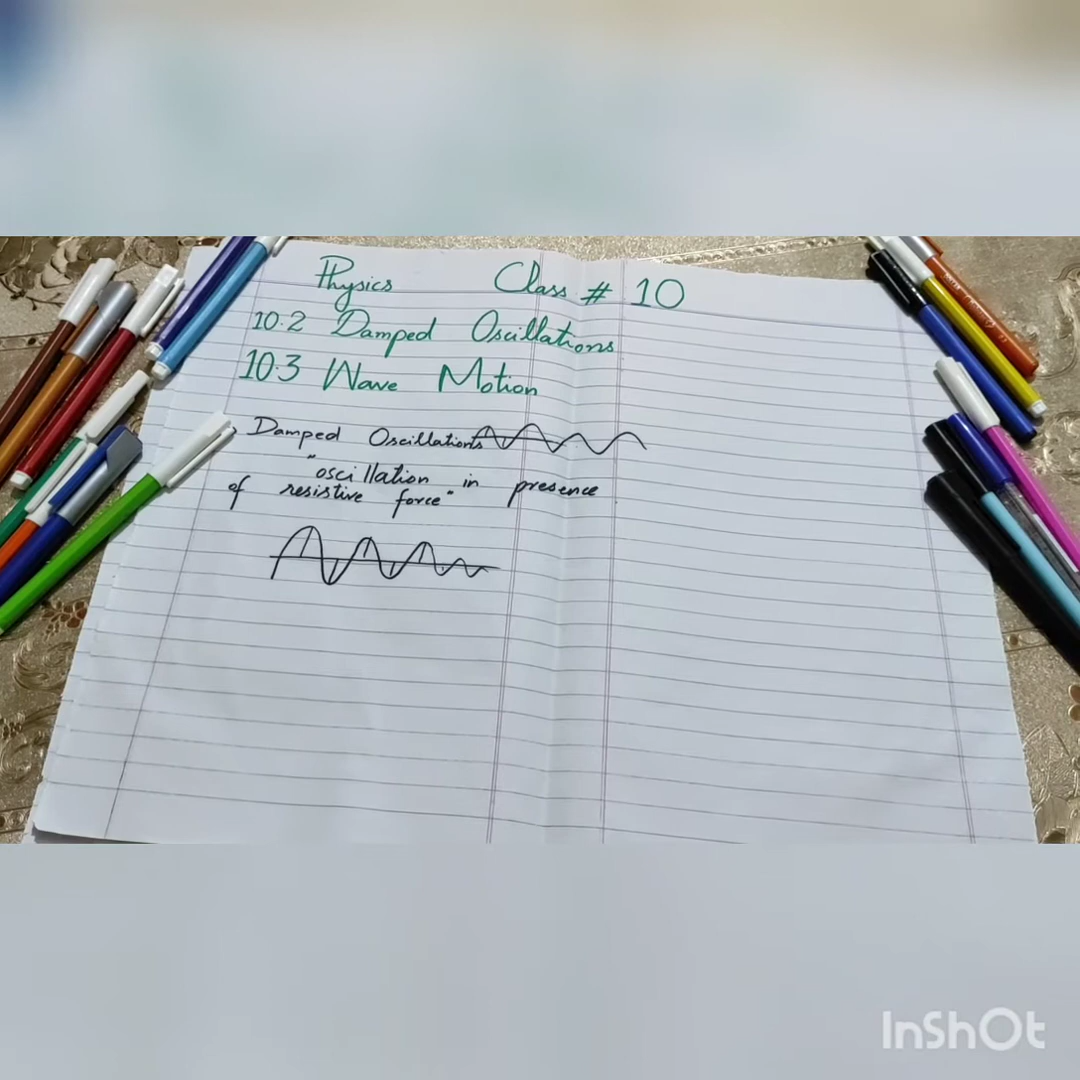 Physics Class # 10
10.2 Damped Oscillations
10.3 Wave Motion
Damped Oscillations
"oscillation in presence
of resistive force"
InShOt